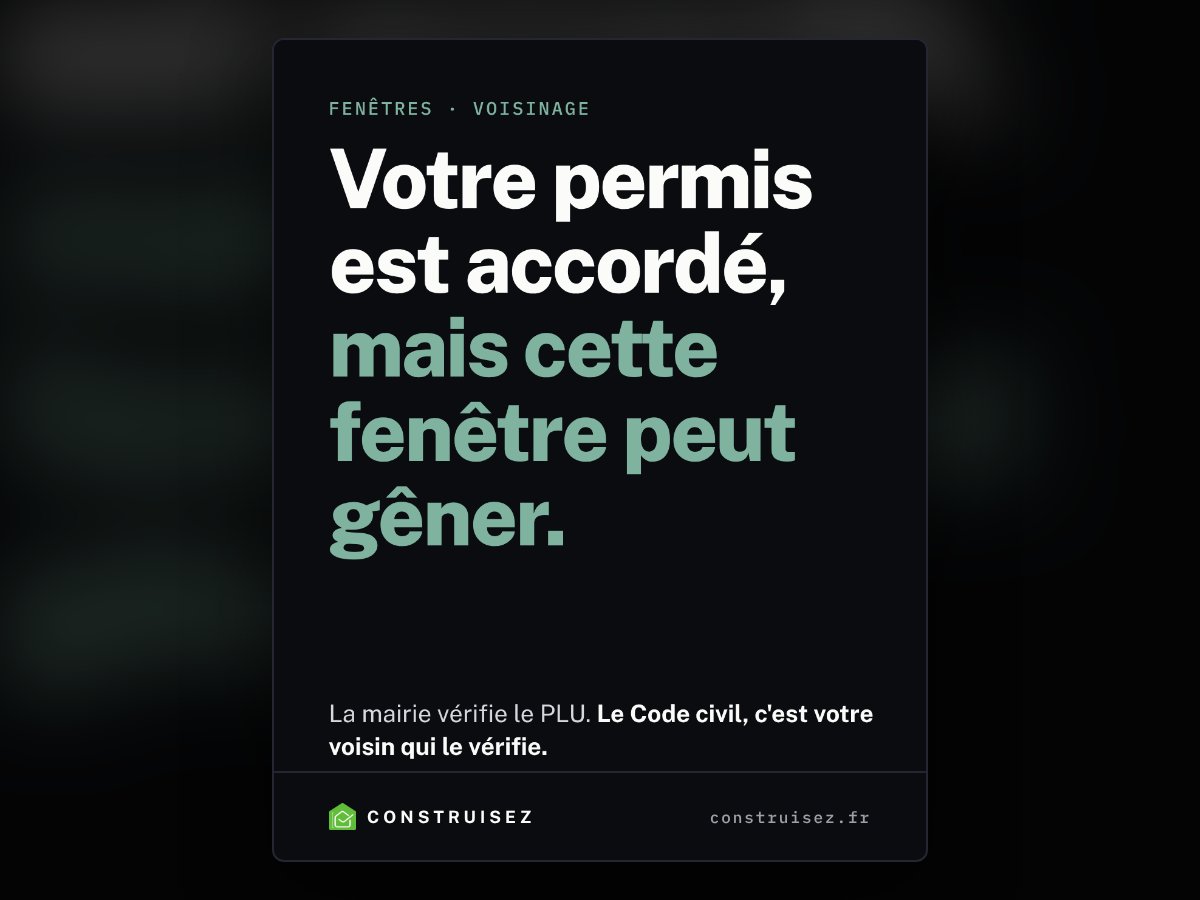 FENÊTRES · VOISINAGE
Votre permis
est accordé,
mais cette
fenêtre peut
gêner.
La mairie vérifie le PLU. Le Code civil, c'est votre
voisin qui le vérifie.
CONSTRUISEZ
construisez.fr